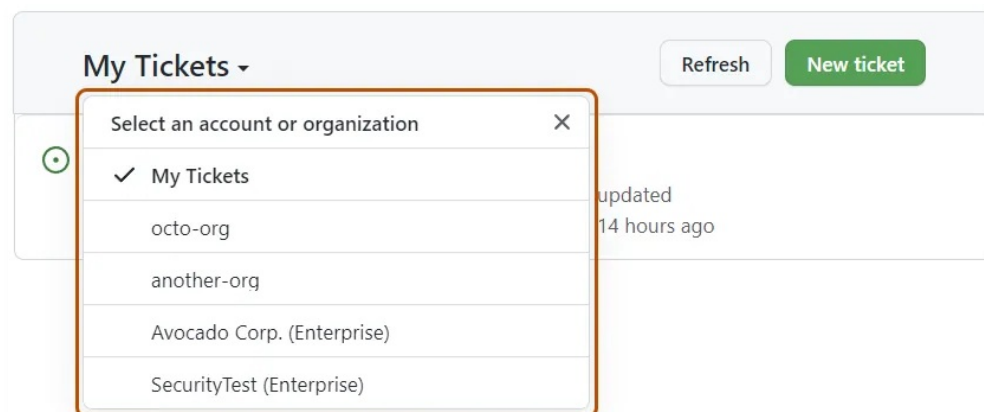 My Tickets
Refresh
New ticket
Select an account or organization
My Tickets
octo-org
updated
another-org
14 hours ago
Avocado Corp. (Enterprise)
SecurityTest (Enterprise)